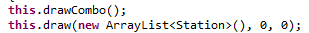 this.drawCombo();
this.draw(new ArrayList<Station>(), 0, 0);